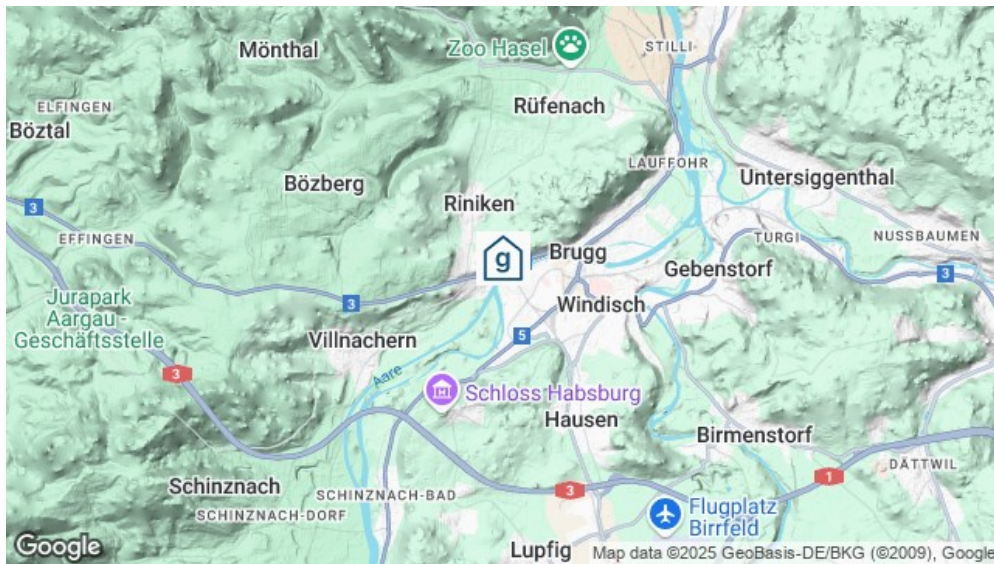 Mönthal
Zoo Hasel
STILLI
ELFINGEN
Böztal
Rüfenach
LAUFFOHR
Bözberg
Untersiggenthal
Riniken
3
EFFINGEN
g
Brugg
TURGI
NUSSBAUMEN
Gebenstorf
3
Jurapark
Aargau -
Geschäftsstelle
3
Windisch
5
Villnachern
3
Aare
Schloss Habsburg
Hausen
Birmenstorf
DÄTTWIL
1
Schinznach
SCHINZNACH-BAD
3
SCHINZNACH-DORF
Flugplatz
Birrfeld
Google
Lupfig
Map data ©2025 GeoBasis-DE/BKG (©2009), Google